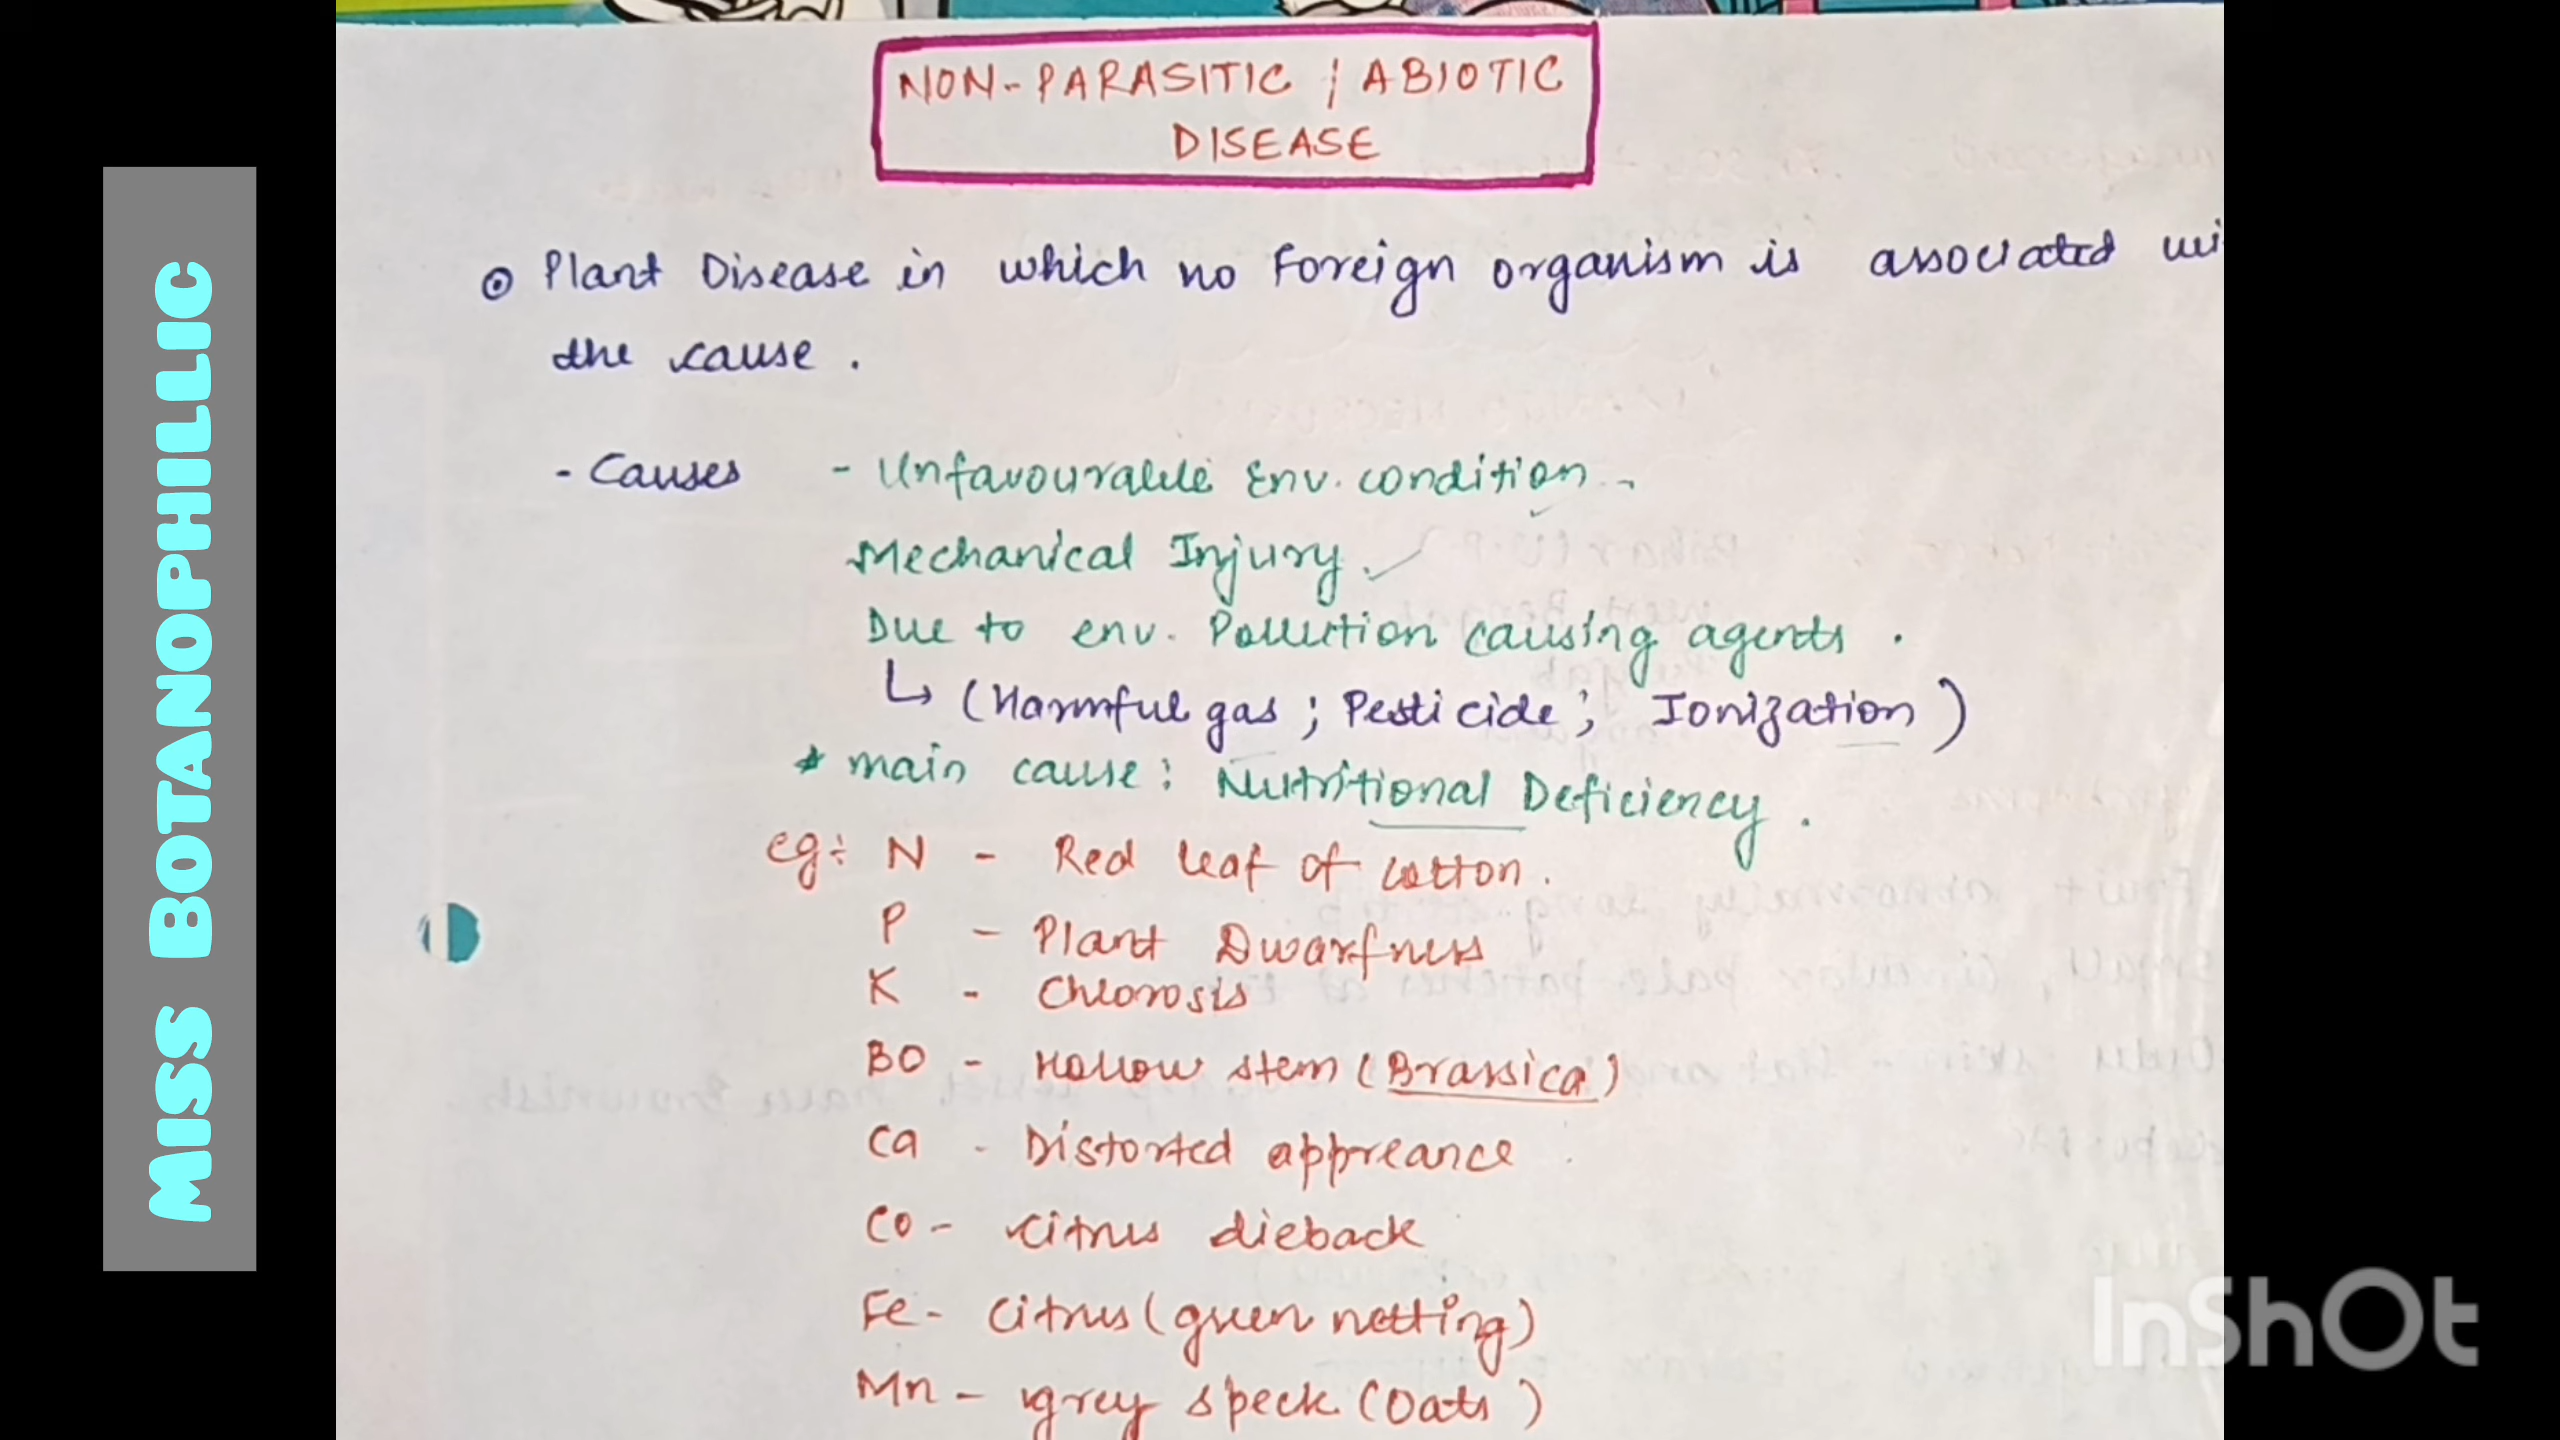 MISS BOTANOPHILLIC
NON-PARASITIC / ABIOTIC
DISEASE
Plant Disease in which no Foreign organism is associated wi
the cause.
- Causes - Unfavourable Env. condition.
Mechanical Injury
Due to env. Pollution causing agents.
(Harmful gas; Pesticide; Ionization)
* main cause: Nutritional Deficiency.
eg: N - Red leaf of cotton.
P - Plant Dwarfness
K - Chlorosis
BO - Hollow stem (Brassica)
Ca - Distorted appreance
CO - citrus dieback
Fe - citrus (green netting)
Mn - grey speck (Oats)
InShOt